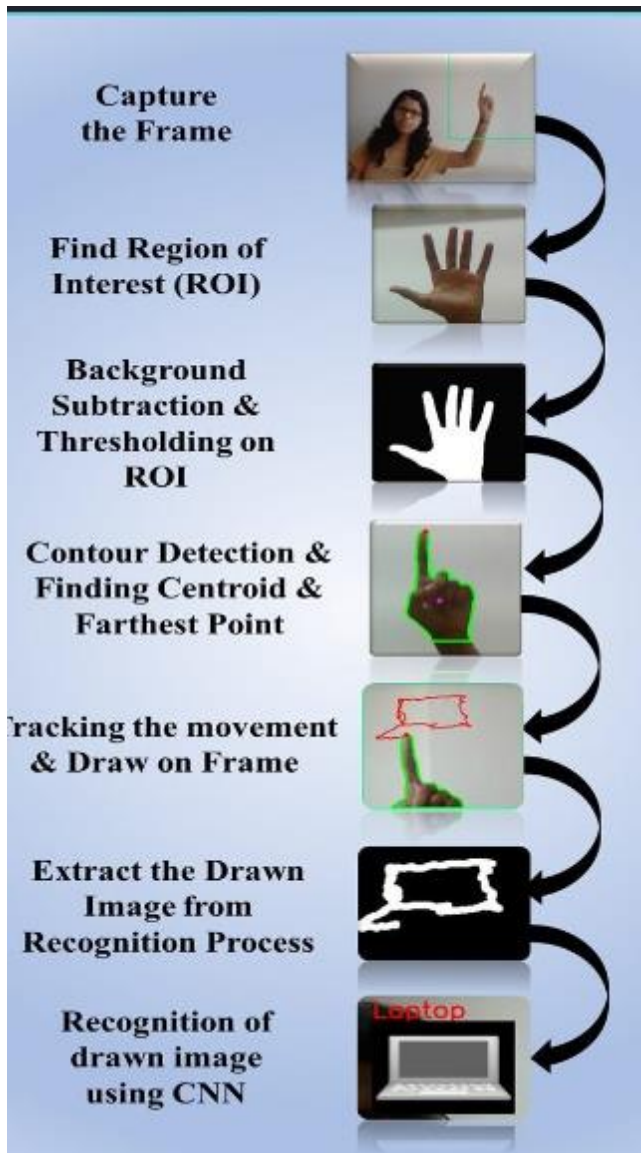 Capture
the Frame
Find Region of
Interest (ROI)
Background
Subtraction &
Thresholding on
ROI
Contour Detection &
Finding Centroid &
Farthest Point
Tracking the movement
& Draw on Frame
Extract the Drawn
Image from
Recognition Process
Recognition of
drawn image
using CNN
Laptop